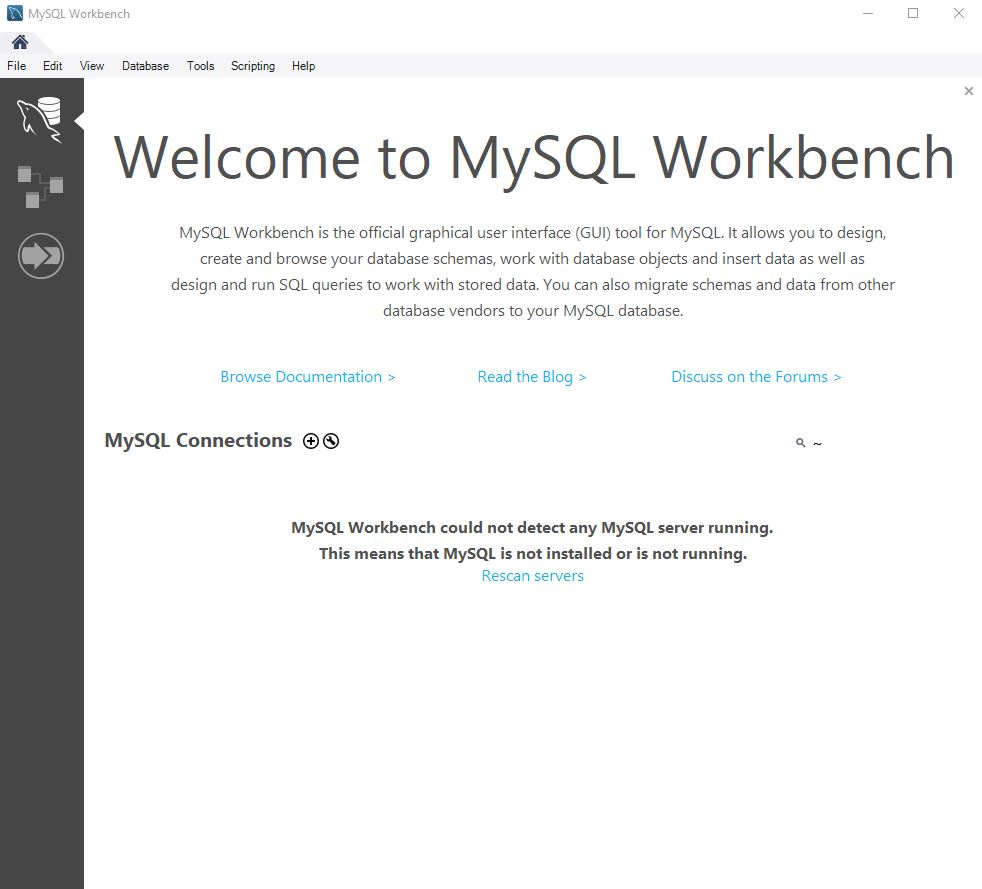 MySQL Workbench
File Edit View Database Tools Scripting Help
Welcome to MySQL Workbench
MySQL Workbench is the official graphical user interface (GUI) tool for MySQL. It allows you to design,
create and browse your database schemas, work with database objects and insert data as well as
design and run SQL queries to work with stored data. You can also migrate schemas and data from other
database vendors to your MySQL database.
Browse Documentation > Read the Blog > Discuss on the Forums >
MySQL Connections ~
MySQL Workbench could not detect any MySQL server running.
This means that MySQL is not installed or is not running.
Rescan servers